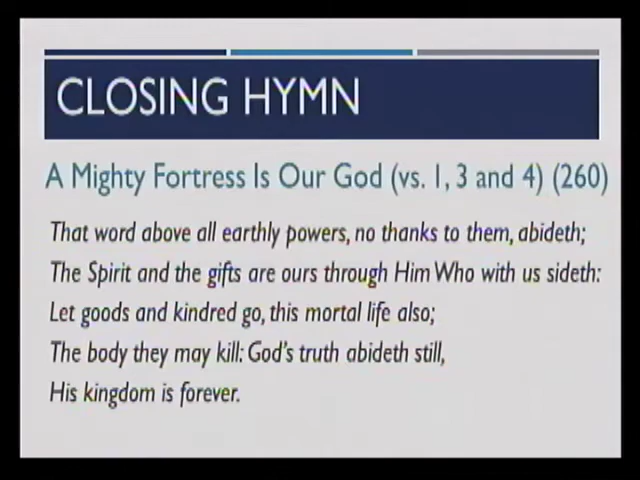 CLOSING HYMN
A Mighty Fortress Is Our God (vs. 1, 3 and 4) (260)
That word above all earthly powers, no thanks to them, abideth;
The Spirit and the gifts are ours through Him Who with us sideth:
Let goods and kindred go, this mortal life also;
The body they may kill: God's truth abideth still,
His kingdom is forever.